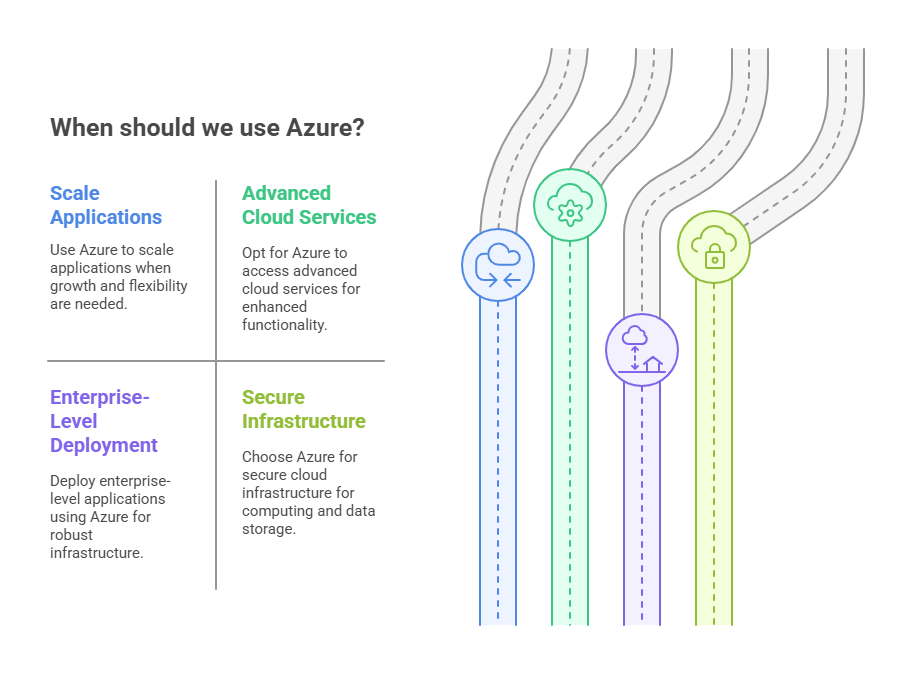 When should we use Azure?
Scale
Applications
Use Azure to scale
applications when
growth and flexibility
are needed.
Advanced
Cloud Services
Opt for Azure to
access advanced
cloud services for
enhanced
functionality.
Enterprise-
Level
Deployment
Deploy enterprise-
level applications
using Azure for
robust
infrastructure.
Secure
Infrastructure
Choose Azure for
secure cloud
infrastructure for
computing and data
storage.